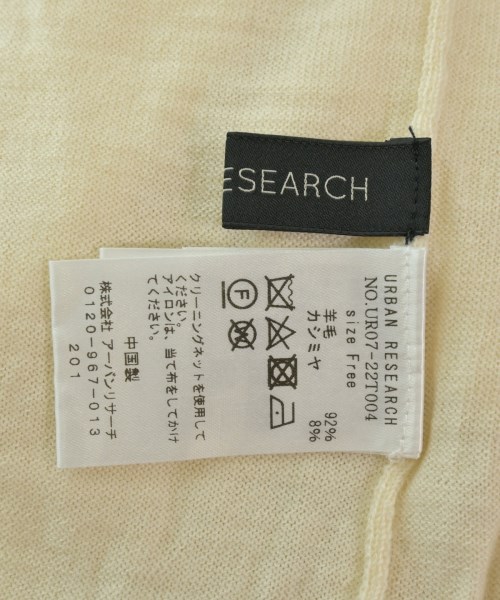 ESEARCH
URBAN RESEARCH
NO.UR07-22T004
size Free
羊毛 92%
カシミヤ 8%
F
クリーニングネットを使用して
ください。
アイロンは、当て布をしてかけ
てください。
中国製
株式会社 アーバンリサーチ
0120-967-013
201